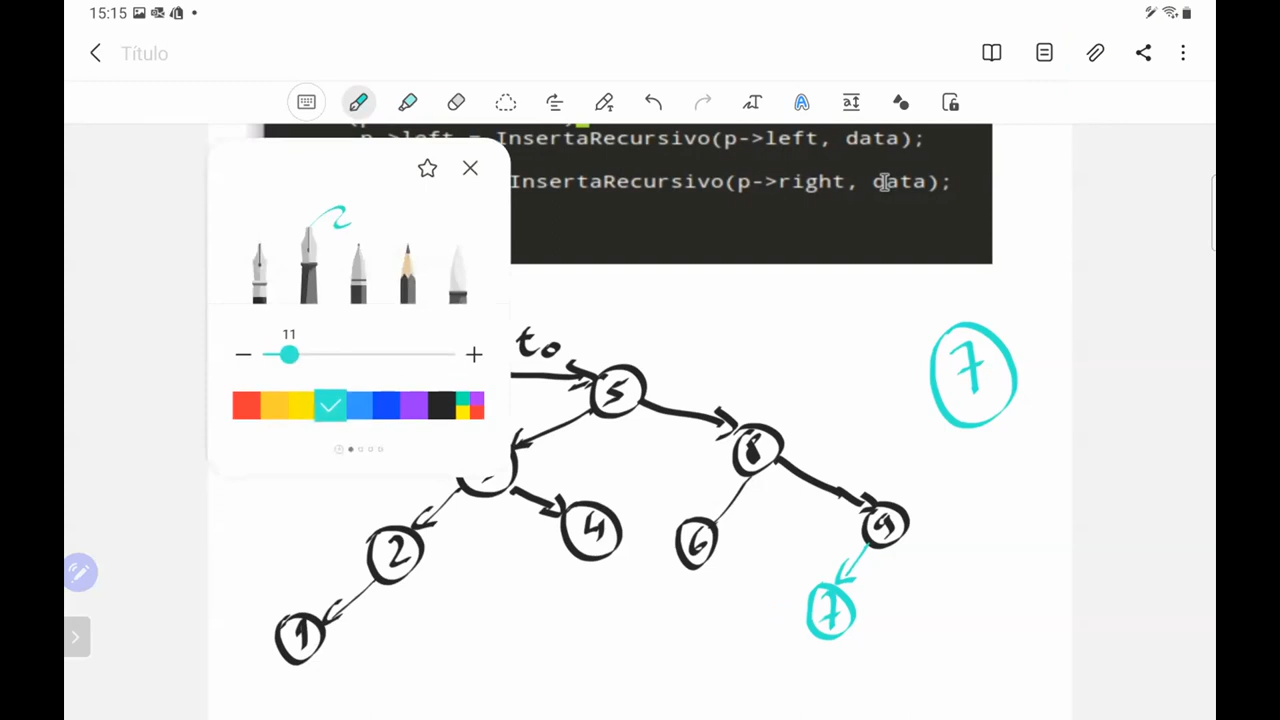 15:15
Título
p->left = InsertaRecursivo(p->left, data);
InsertaRecursivo(p->right, data);
11
to
7
5
8
2
4
6
9
7
1